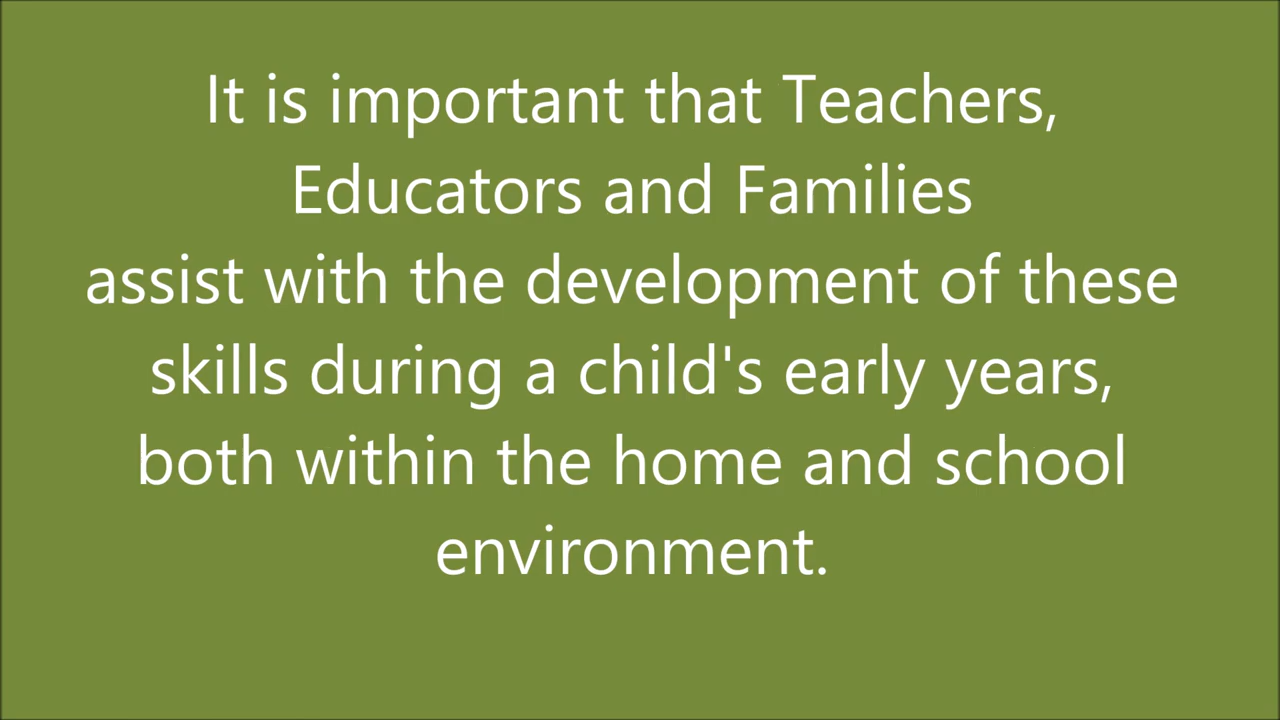 It is important that Teachers,
Educators and Families
assist with the development of these
skills during a child's early years,
both within the home and school
environment.